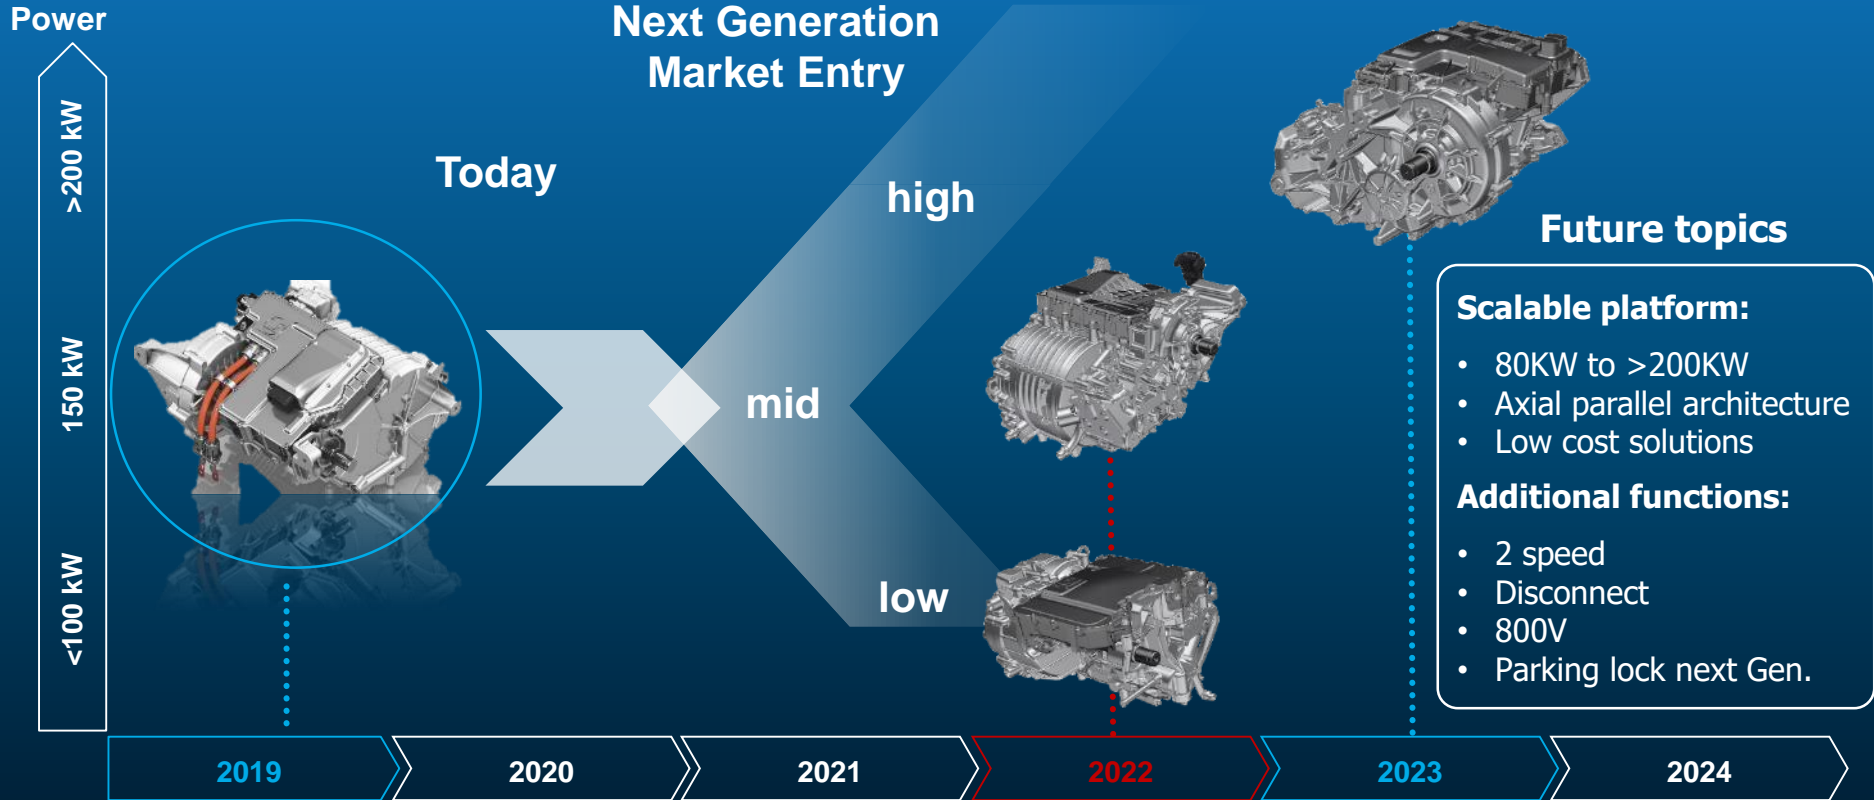 Power
Next Generation
Market Entry
>200 kW
150 kW
<100 kW
Today
high
mid
low
Future topics
Scalable platform:
• 80KW to >200KW
• Axial parallel architecture
• Low cost solutions
Additional functions:
• 2 speed
• Disconnect
• 800V
• Parking lock next Gen.
2019
2020
2021
2022
2023
2024